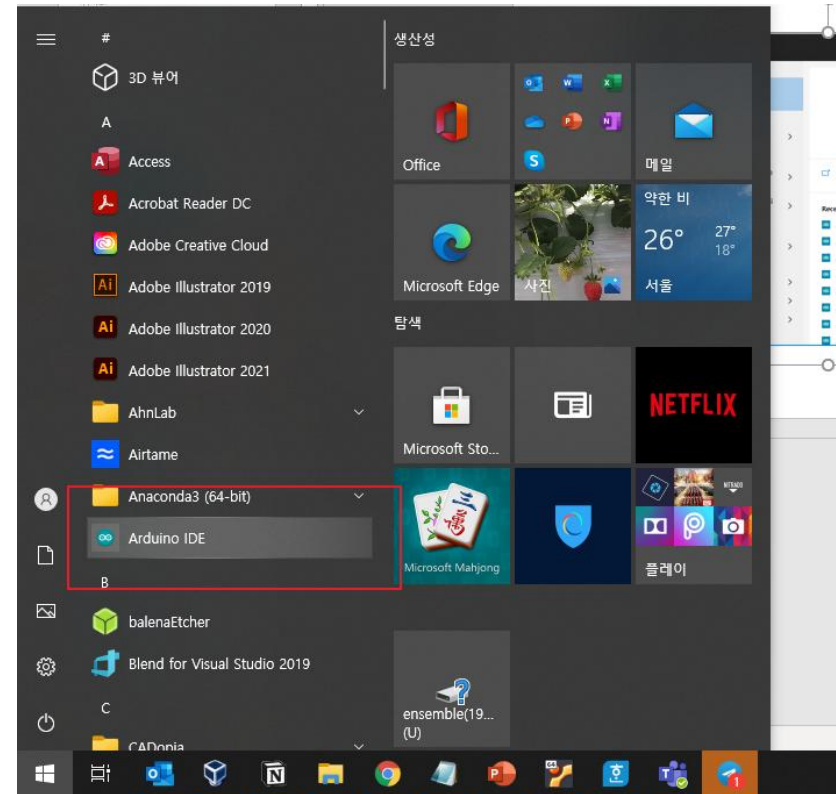 #
3D 뷰어
A
Access
Acrobat Reader DC
Adobe Creative Cloud
Adobe Illustrator 2019
Adobe Illustrator 2020
Adobe Illustrator 2021
AhnLab
Airtame
Anaconda3 (64-bit)
Arduino IDE
B
balenaEtcher
Blend for Visual Studio 2019
C
CADopia
생산성
Office
메일
Microsoft Edge
사진
약한 비
26°
27°
18°
서울
탐색
Microsoft Sto...
NETFLIX
Microsoft Mahjong
플레이
ensemble(19...
(U)
Rece